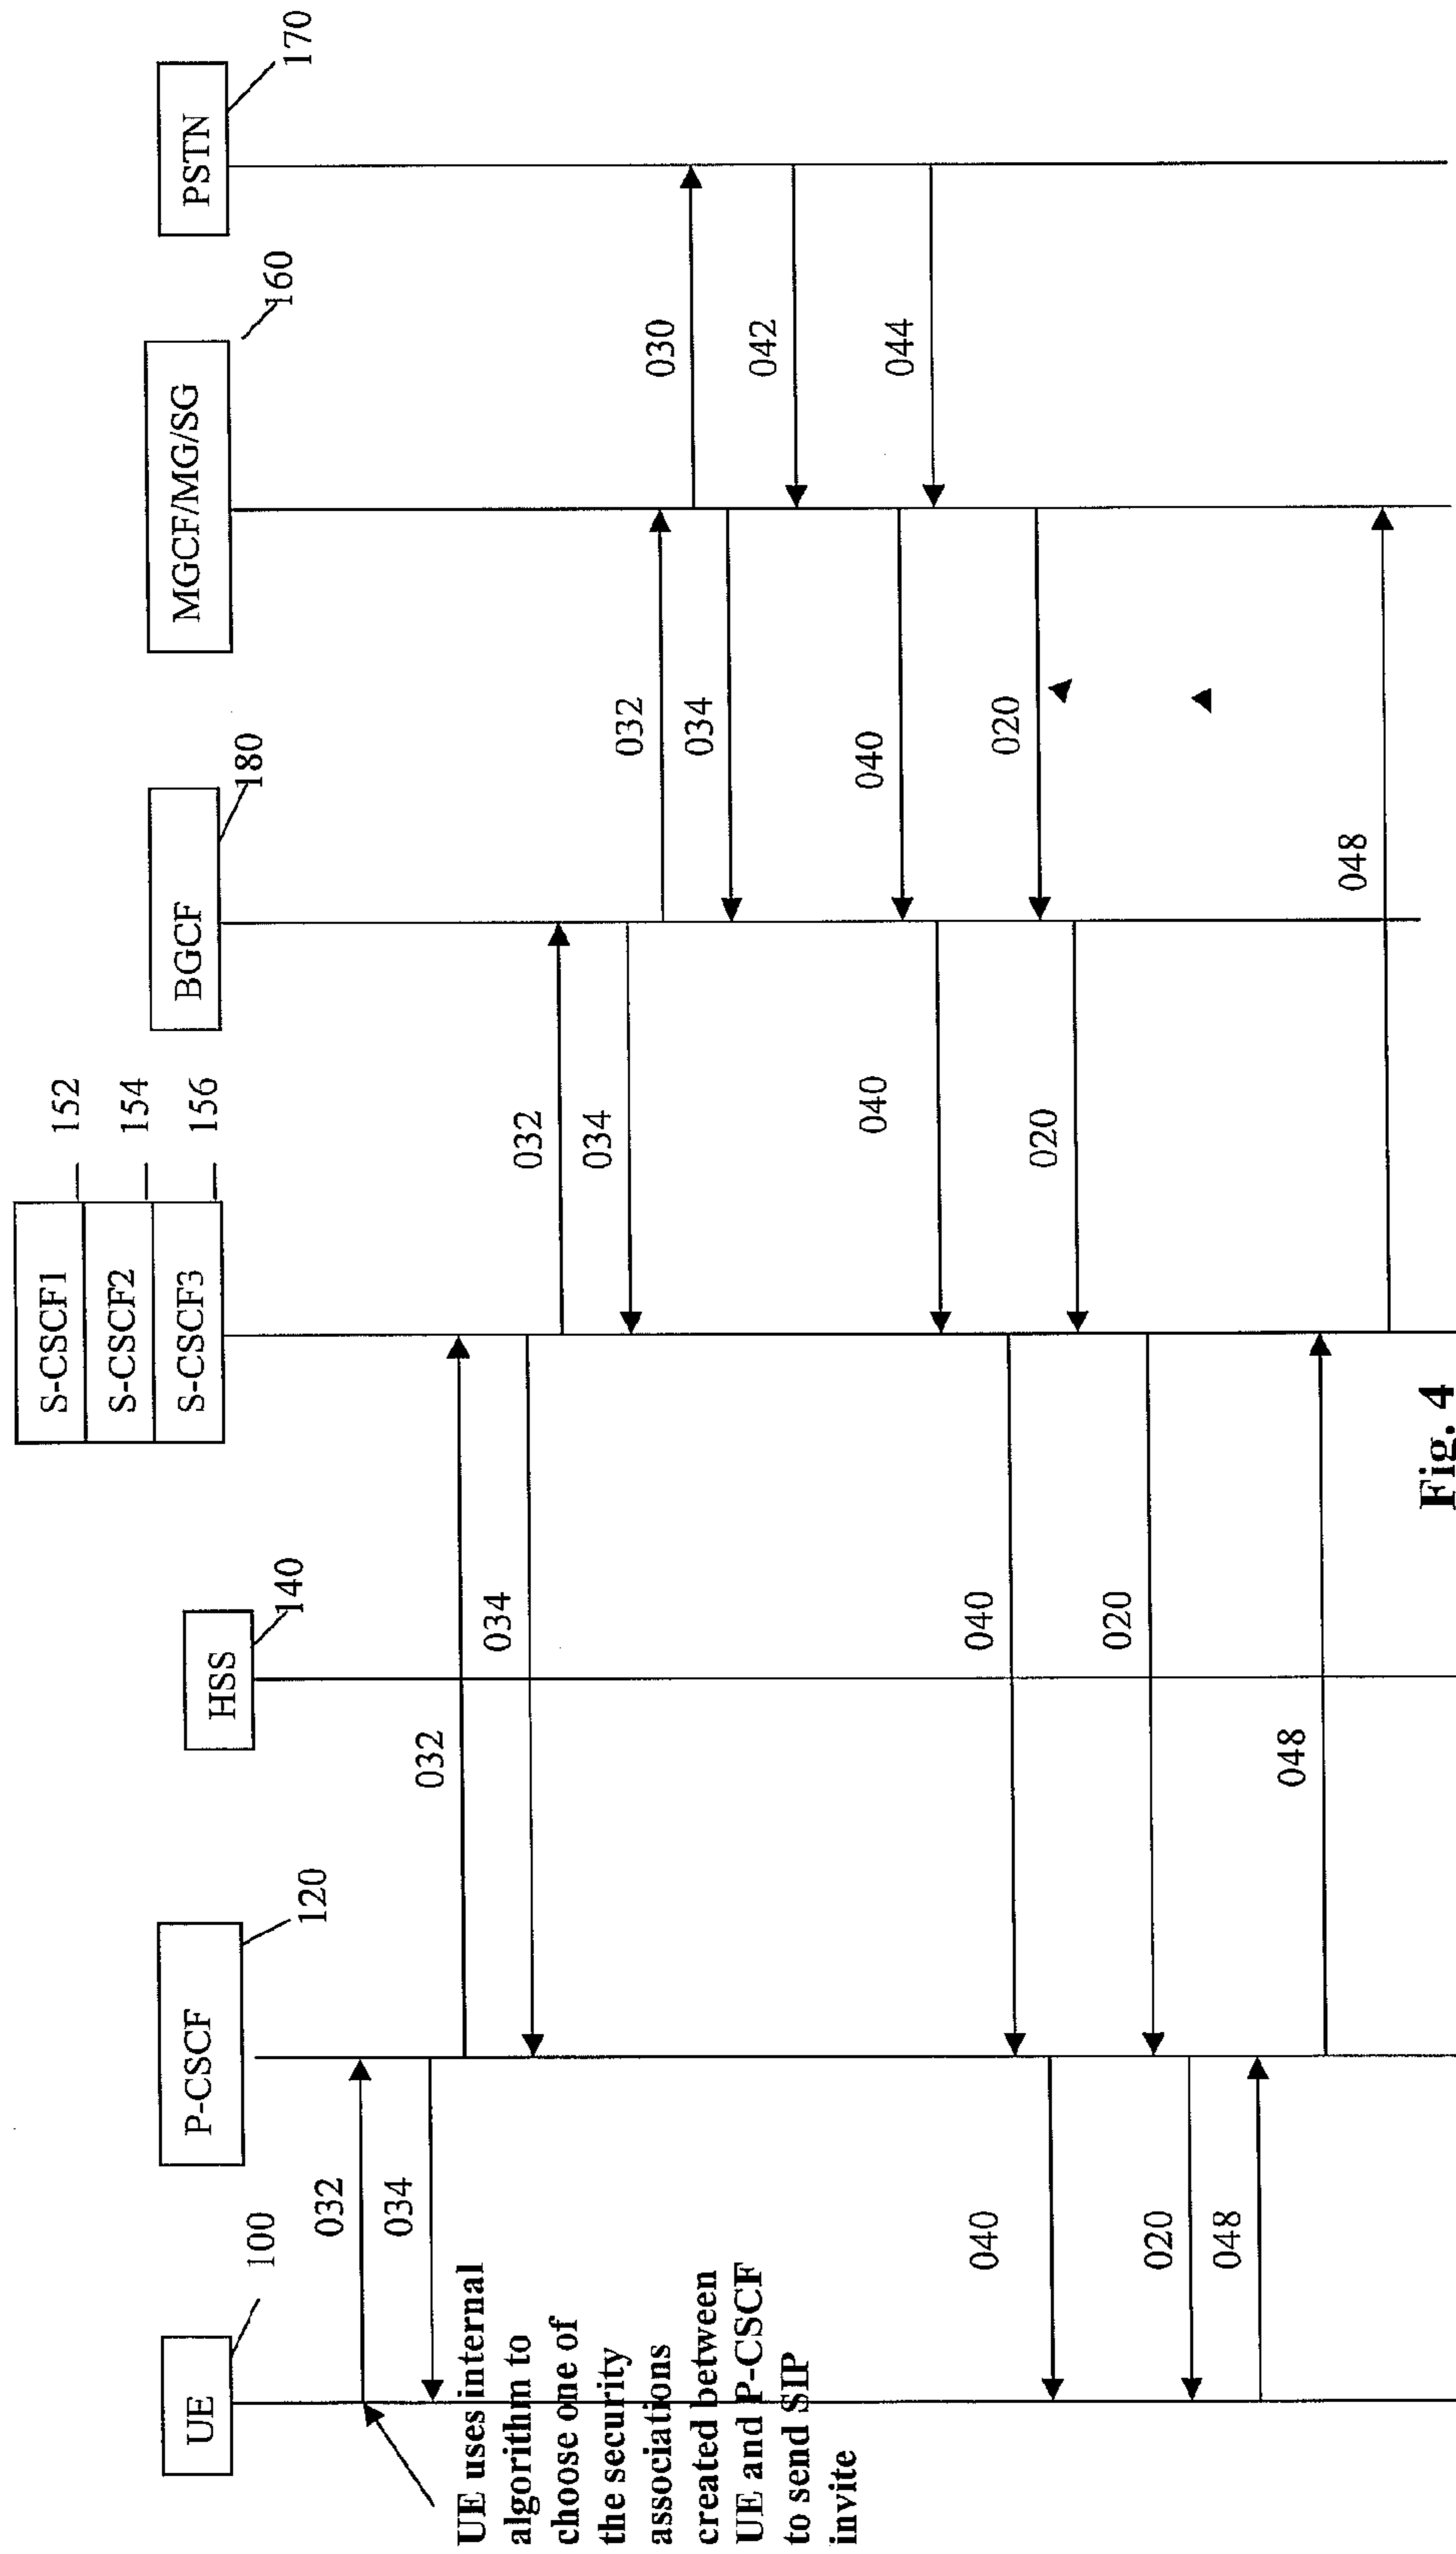 UE
100
P-CSCF
120
HSS
140
S-CSCF1
S-CSCF2
S-CSCF3
152
154
156
BGCF
180
MGCF/MG/SG
160
PSTN
170
032
034
032
034
032
034
032
034
030
042
040
044
040
020
040
020
040
020
020
048
048
048
UE uses internal
algorithm to
choose one of
the security
associations
created between
UE and P-CSCF
to send SIP
invite
040
Fig. 4